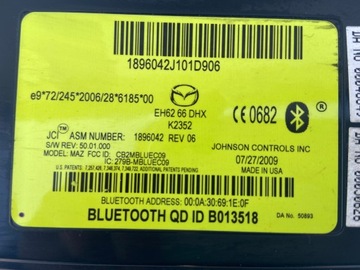 1896042J101D906
e9*72/245*2006/28*6185*00
EH62 66 DHX
K2352
CE 0682
JCI™ ASM NUMBER: 1896042 REV 06
S/W REV: 50.01.000
MODEL: MAZ FCC ID: CB2MBLUEC09
IC: 279B-MBLUEC09
JOHNSON CONTROLS INC
07/27/2009
MADE IN USA
BLUETOOTH ADDRESS: 00:0A:30:69:1E:0F
BLUETOOTH QD ID B013518
DA No. 50893